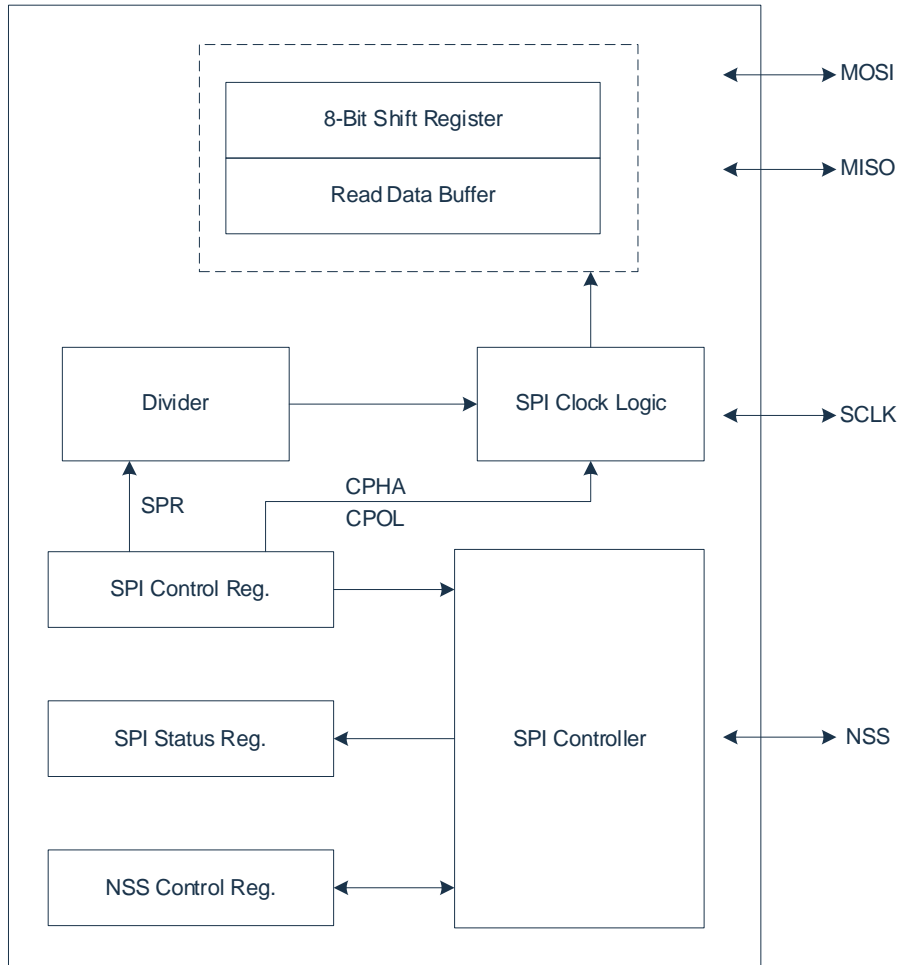 MOSI
8-Bit Shift Register
MISO
Read Data Buffer
Divider
SPI Clock Logic
SCLK
CPHA
SPR
CPOL
SPI Control Reg.
SPI Status Reg.
SPI Controller
NSS
NSS Control Reg.